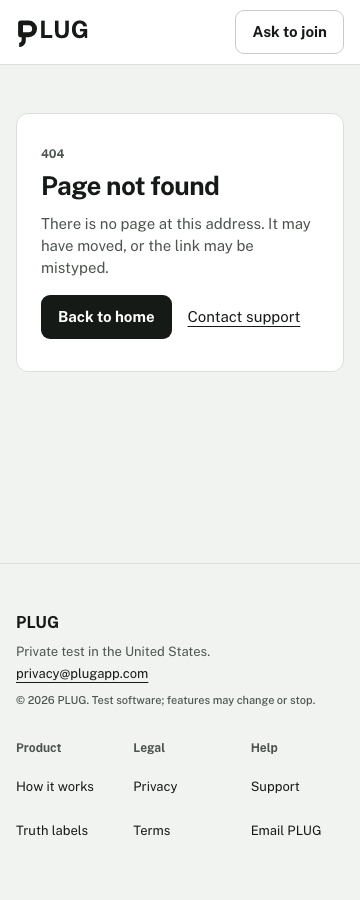 PLUG
Ask to join
404
Page not found
There is no page at this address. It may
have moved, or the link may be
mistyped.
Back to home
Contact support
PLUG
Private test in the United States.
privacy@plugapp.com
© 2026 PLUG. Test software; features may change or stop.
Product
Legal
Help
How it works
Privacy
Support
Truth labels
Terms
Email PLUG